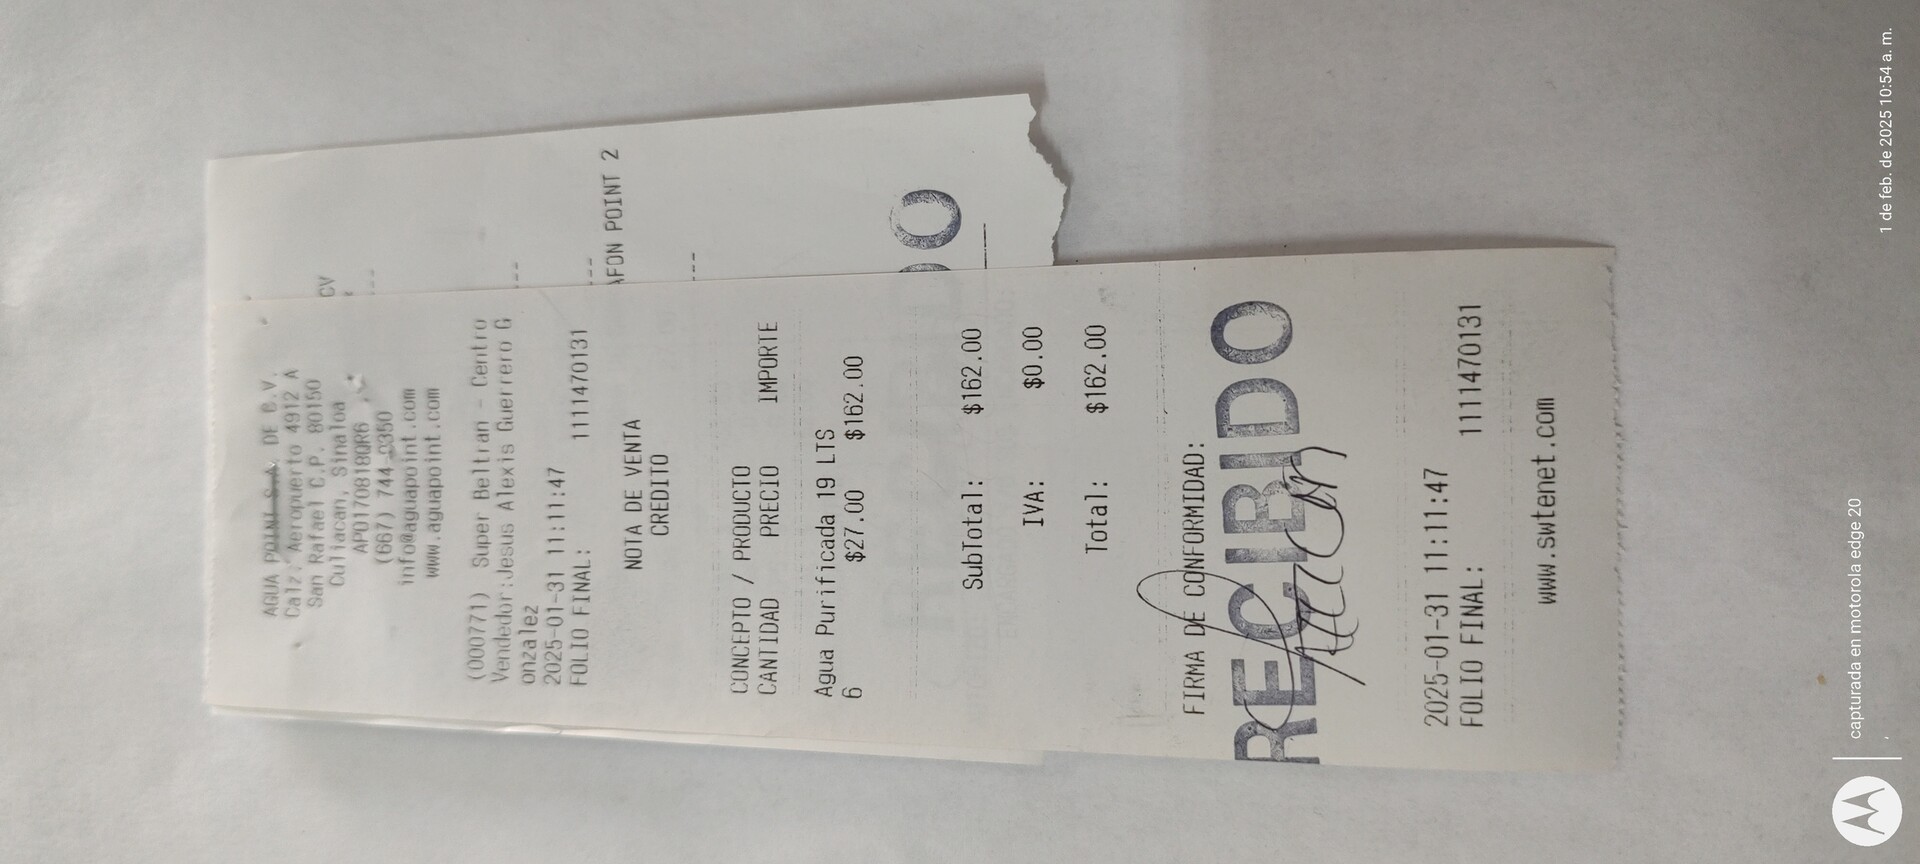 AGUA POINT S.A. DE C.V.
Calz. Aeropuerto 4912 A
San Rafael C.P. 80150
Culiacan, Sinaloa
APO170818QR6
(667) 744-0350
info@aguapoint.com
www.aguapoint.com
(000771) Super Beltran - Centro
Vendedor:Jesus Alexis Guerrero G
onzalez
2025-01-31 11:11:47
FOLIO FINAL: 1111470131
NOTA DE VENTA
CREDITO
CONCEPTO / PRODUCTO
CANTIDAD PRECIO IMPORTE
Agua Purificada 19 LTS
6 $27.00 $162.00
SubTotal: $162.00
IVA: $0.00
Total: $162.00
FIRMA DE CONFORMIDAD:
RECIBIDO
2025-01-31 11:11:47
FOLIO FINAL: 1111470131
www.swtenet.com
CV
AFON POINT 2
DO
capturada en motorola edge 20
1 de feb. de 2025 10:54 a. m.